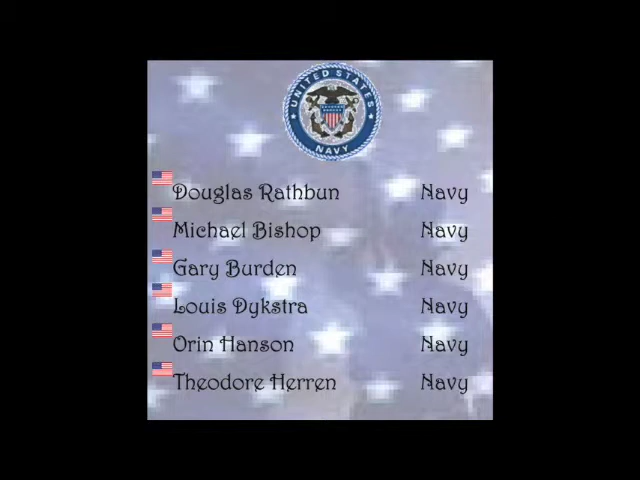 UNITED STATES
NAVY
Douglas Rathbun Navy
Michael Bishop Navy
Gary Burden Navy
Louis Dykstra Navy
Orin Hanson Navy
Theodore Herren Navy